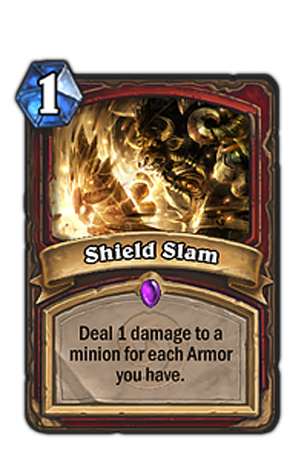 1
Shield Slam
Deal 1 damage to a
minion for each Armor
you have.